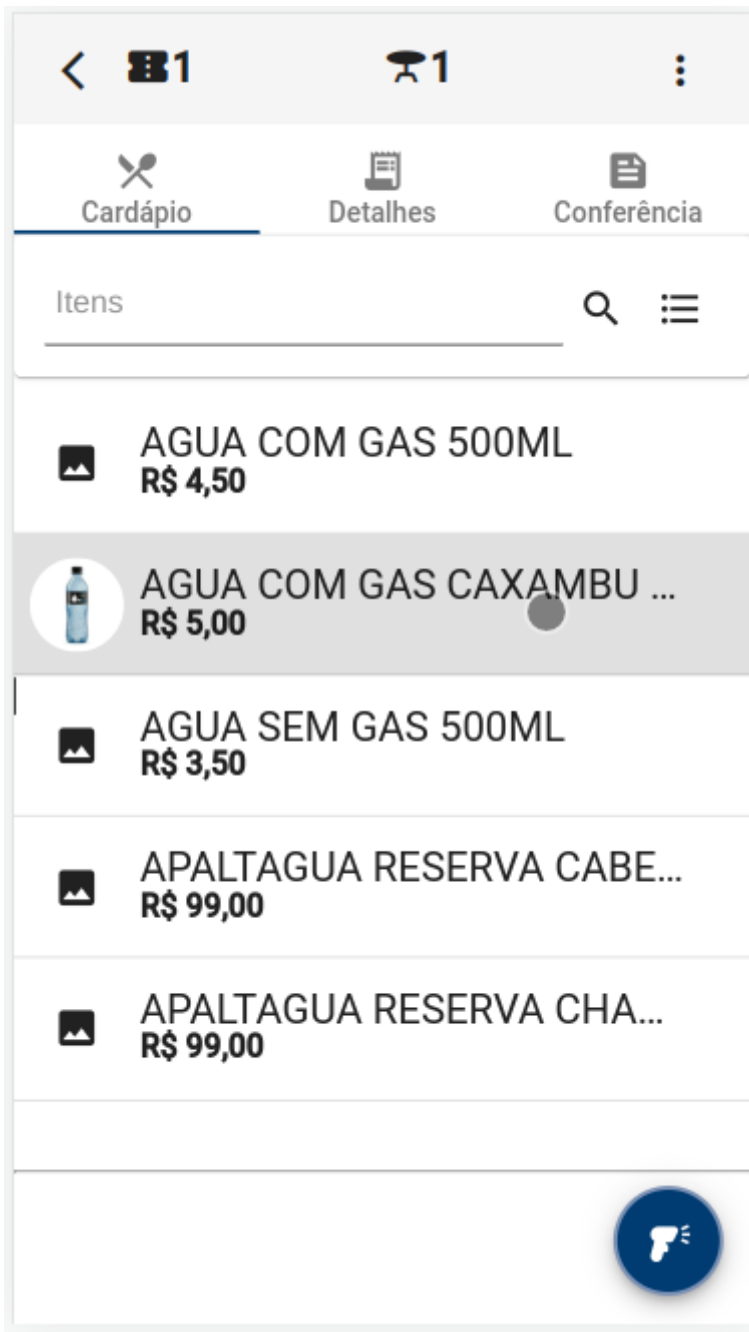 1 1
Cardápio Detalhes Conferência
Itens
AGUA COM GAS 500ML
R$ 4,50
AGUA COM GAS CAXAMBU ...
R$ 5,00
AGUA SEM GAS 500ML
R$ 3,50
APALTAGUA RESERVA CABE...
R$ 99,00
APALTAGUA RESERVA CHA...
R$ 99,00